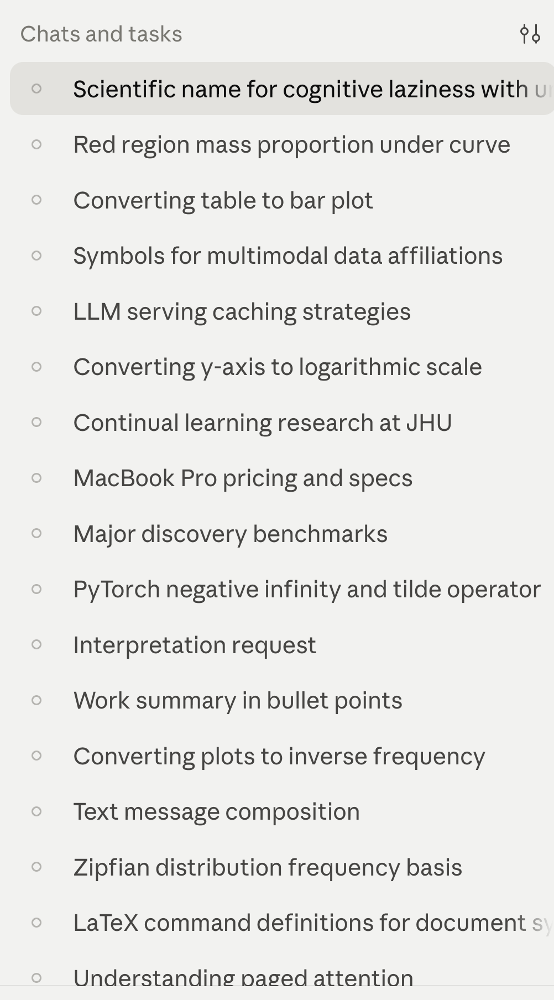 Chats and tasks
Scientific name for cognitive laziness with
Red region mass proportion under curve
Converting table to bar plot
Symbols for multimodal data affiliations
LLM serving caching strategies
Converting y-axis to logarithmic scale
Continual learning research at JHU
MacBook Pro pricing and specs
Major discovery benchmarks
PyTorch negative infinity and tilde operator
Interpretation request
Work summary in bullet points
Converting plots to inverse frequency
Text message composition
Zipfian distribution frequency basis
LaTeX command definitions for document
Understanding paged attention